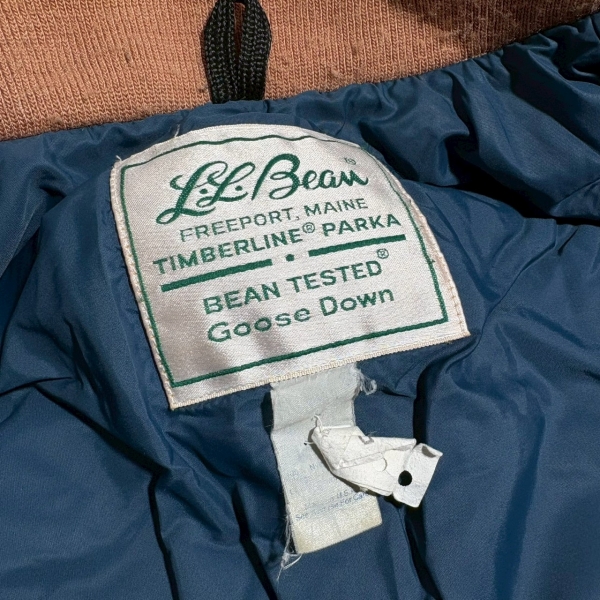 L.L.Bean®
FREEPORT, MAINE
TIMBERLINE® PARKA
BEAN TESTED®
Goose Down